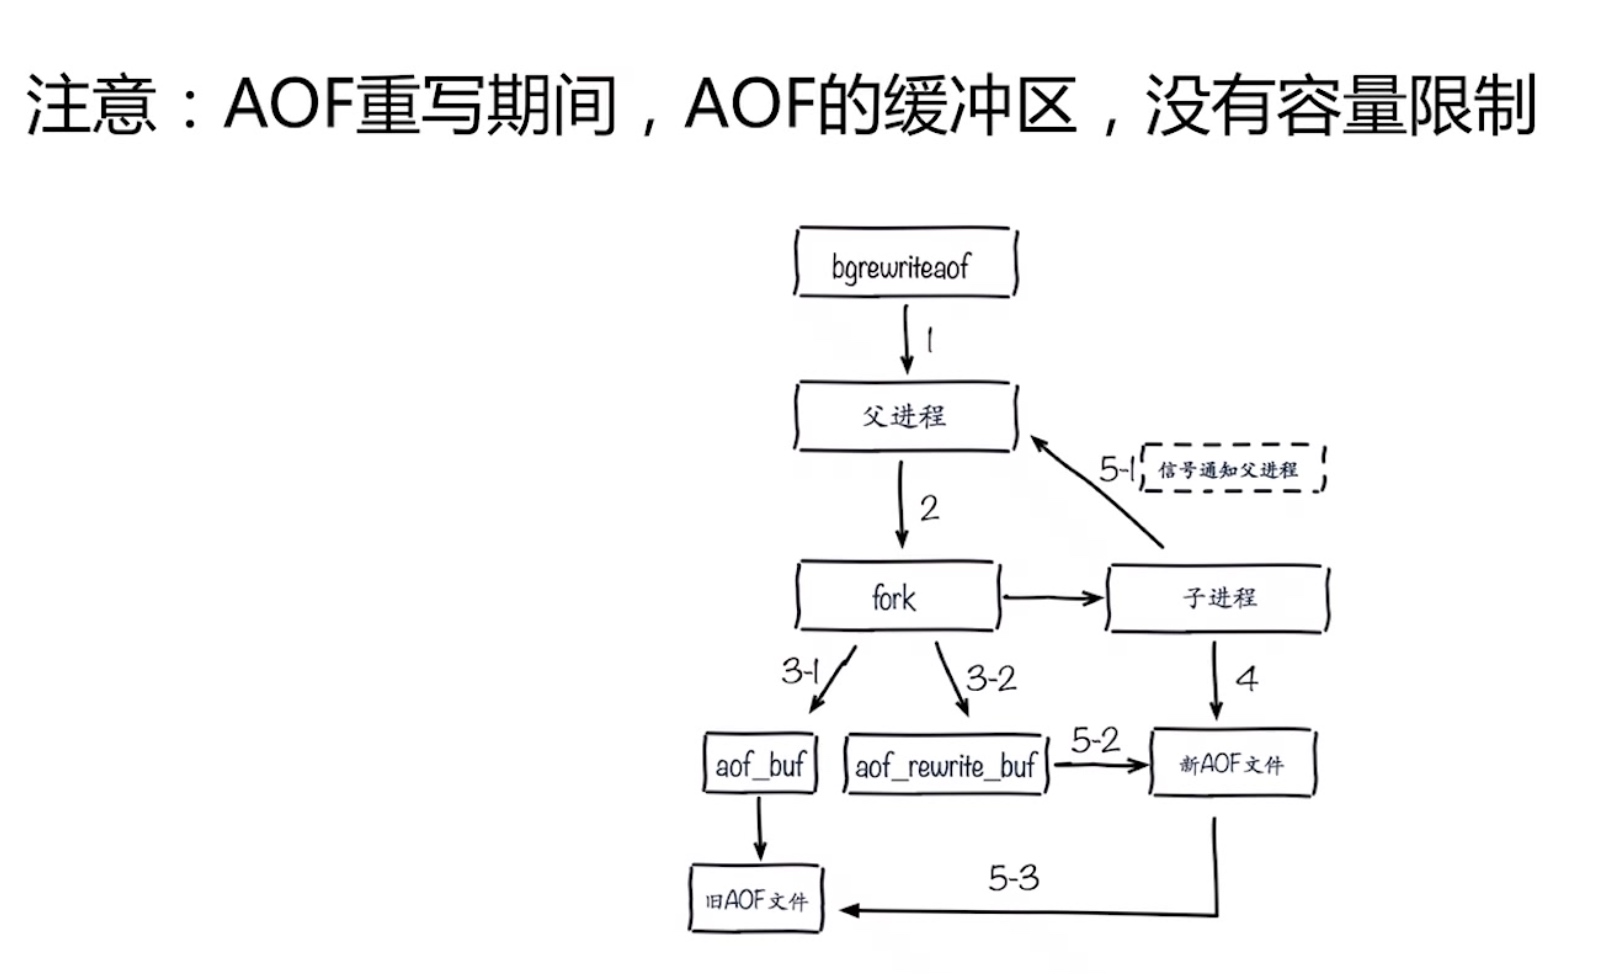 注意：AOF重写期间，AOF的缓冲区，没有容量限制
bgrewriteaof
1
父进程
5-1
信号通知父进程
2
fork
子进程
3-1
3-2
4
aof_buf
aof_rewrite_buf
5-2
新AOF文件
5-3
旧AOF文件